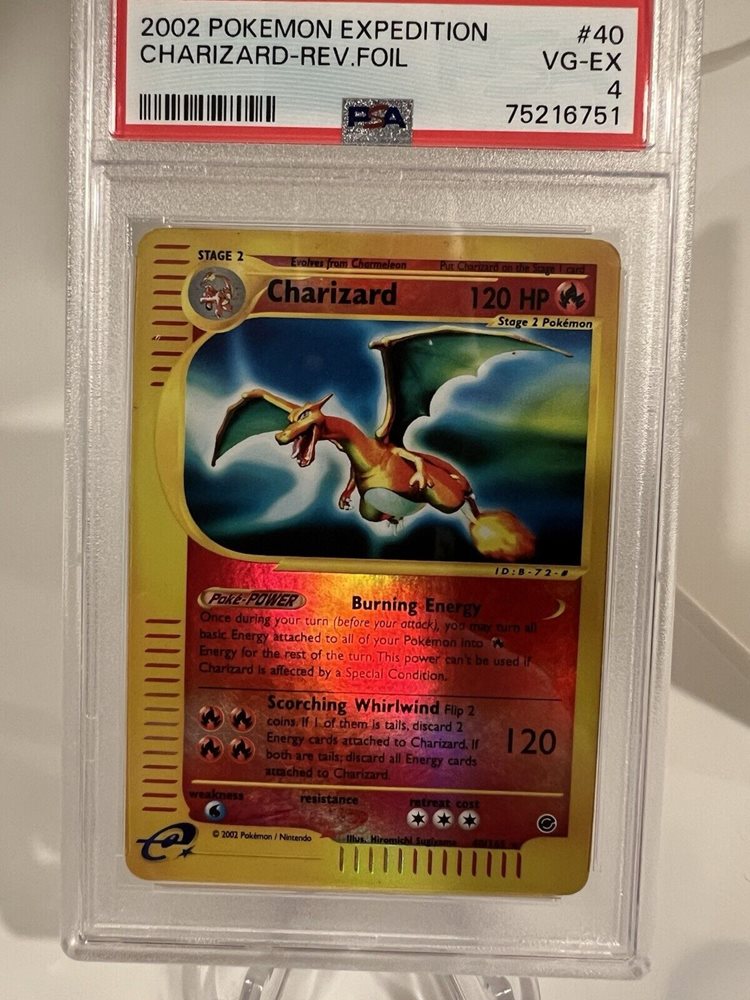 2002 POKEMON EXPEDITION #40
CHARIZARD-REV.FOIL VG-EX
4
PSA 75216751
STAGE 2 Evolves from Charmeleon Put Charizard on the Stage 1 card
Charizard 120 HP
Stage 2 Pokémon
ID:B-72-#
Poké-POWER Burning Energy
Once during your turn (before your attack), you may turn all
basic Energy attached to all of your Pokémon into
Energy for the rest of the turn. This power can't be used if
Charizard is affected by a Special Condition.
Scorching Whirlwind Flip 2
coins. If 1 of them is tails, discard 2
Energy cards attached to Charizard. If
both are tails, discard all Energy cards
attached to Charizard.
120
weakness resistance retreat cost
© 2002 Pokémon / Nintendo
Illus. Hiromichi Sugiyama 40/165
e